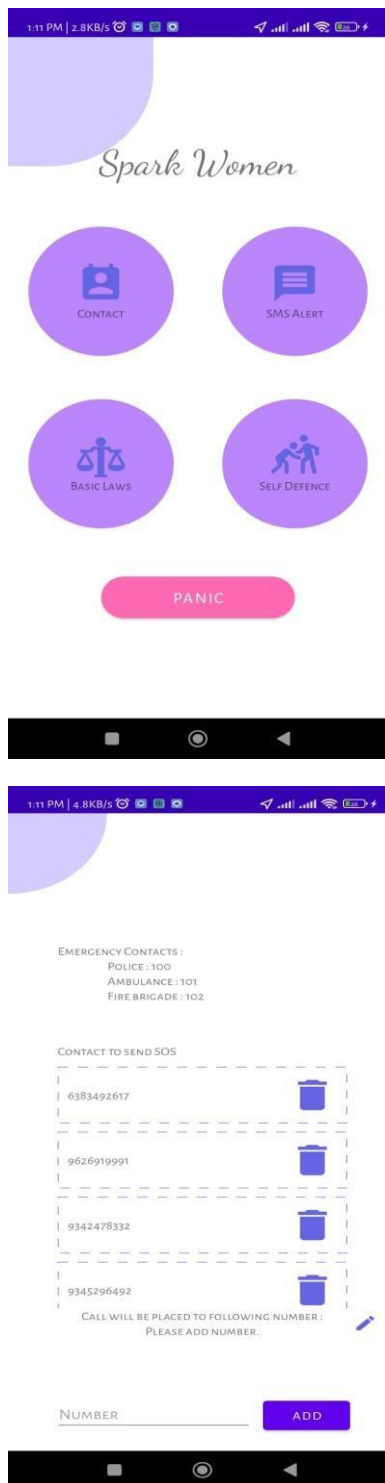 1:11 PM | 2.8KB/s
Spark Women
Contact
SMS Alert
Basic Laws
Self Defence
PANIC
1:11 PM | 4.8KB/s
Emergency Contacts :
Police : 100
Ambulance : 101
Fire brigade : 102
Contact to send SOS
6383492617
9626919991
9342478332
9345296492
Call will be placed to following number :
Please add number.
Number
ADD